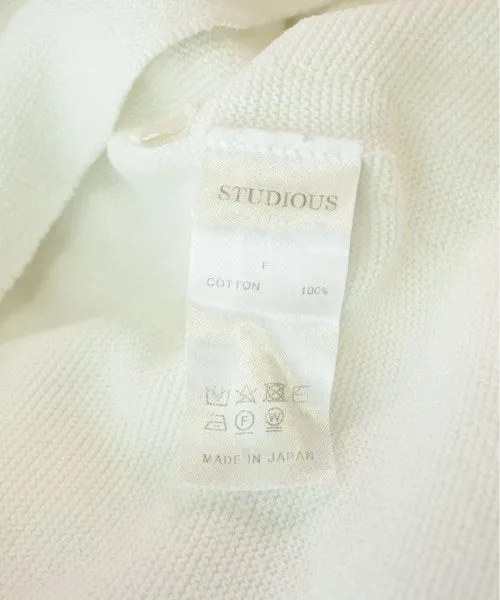 STUDIOUS
F
COTTON 100%
F W
MADE IN JAPAN